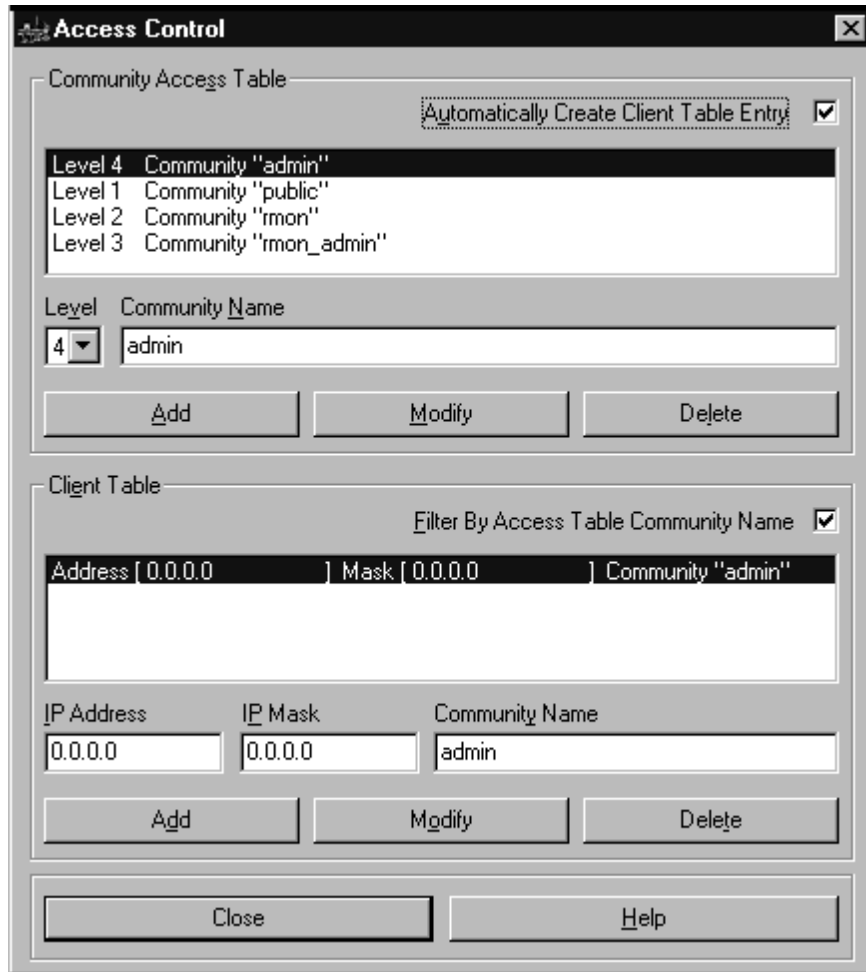 Access Control
Community Access Table
Automatically Create Client Table Entry
Level 4 Community "admin"
Level 1 Community "public"
Level 2 Community "rmon"
Level 3 Community "rmon_admin"
Level Community Name
4 admin
Add Modify Delete
Client Table
Filter By Access Table Community Name
Address [ 0.0.0.0 ] Mask [ 0.0.0.0 ] Community "admin"
IP Address IP Mask Community Name
0.0.0.0 0.0.0.0 admin
Add Modify Delete
Close Help